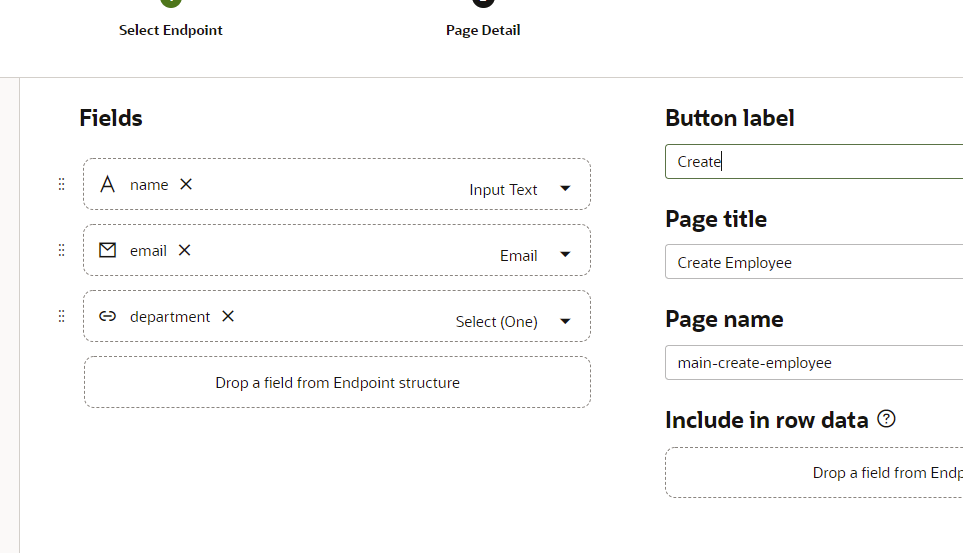 Select Endpoint
Page Detail
Fields
name
Input Text
email
Email
department
Select (One)
Drop a field from Endpoint structure
Button label
Create
Page title
Create Employee
Page name
main-create-employee
Include in row data
Drop a field from Endp